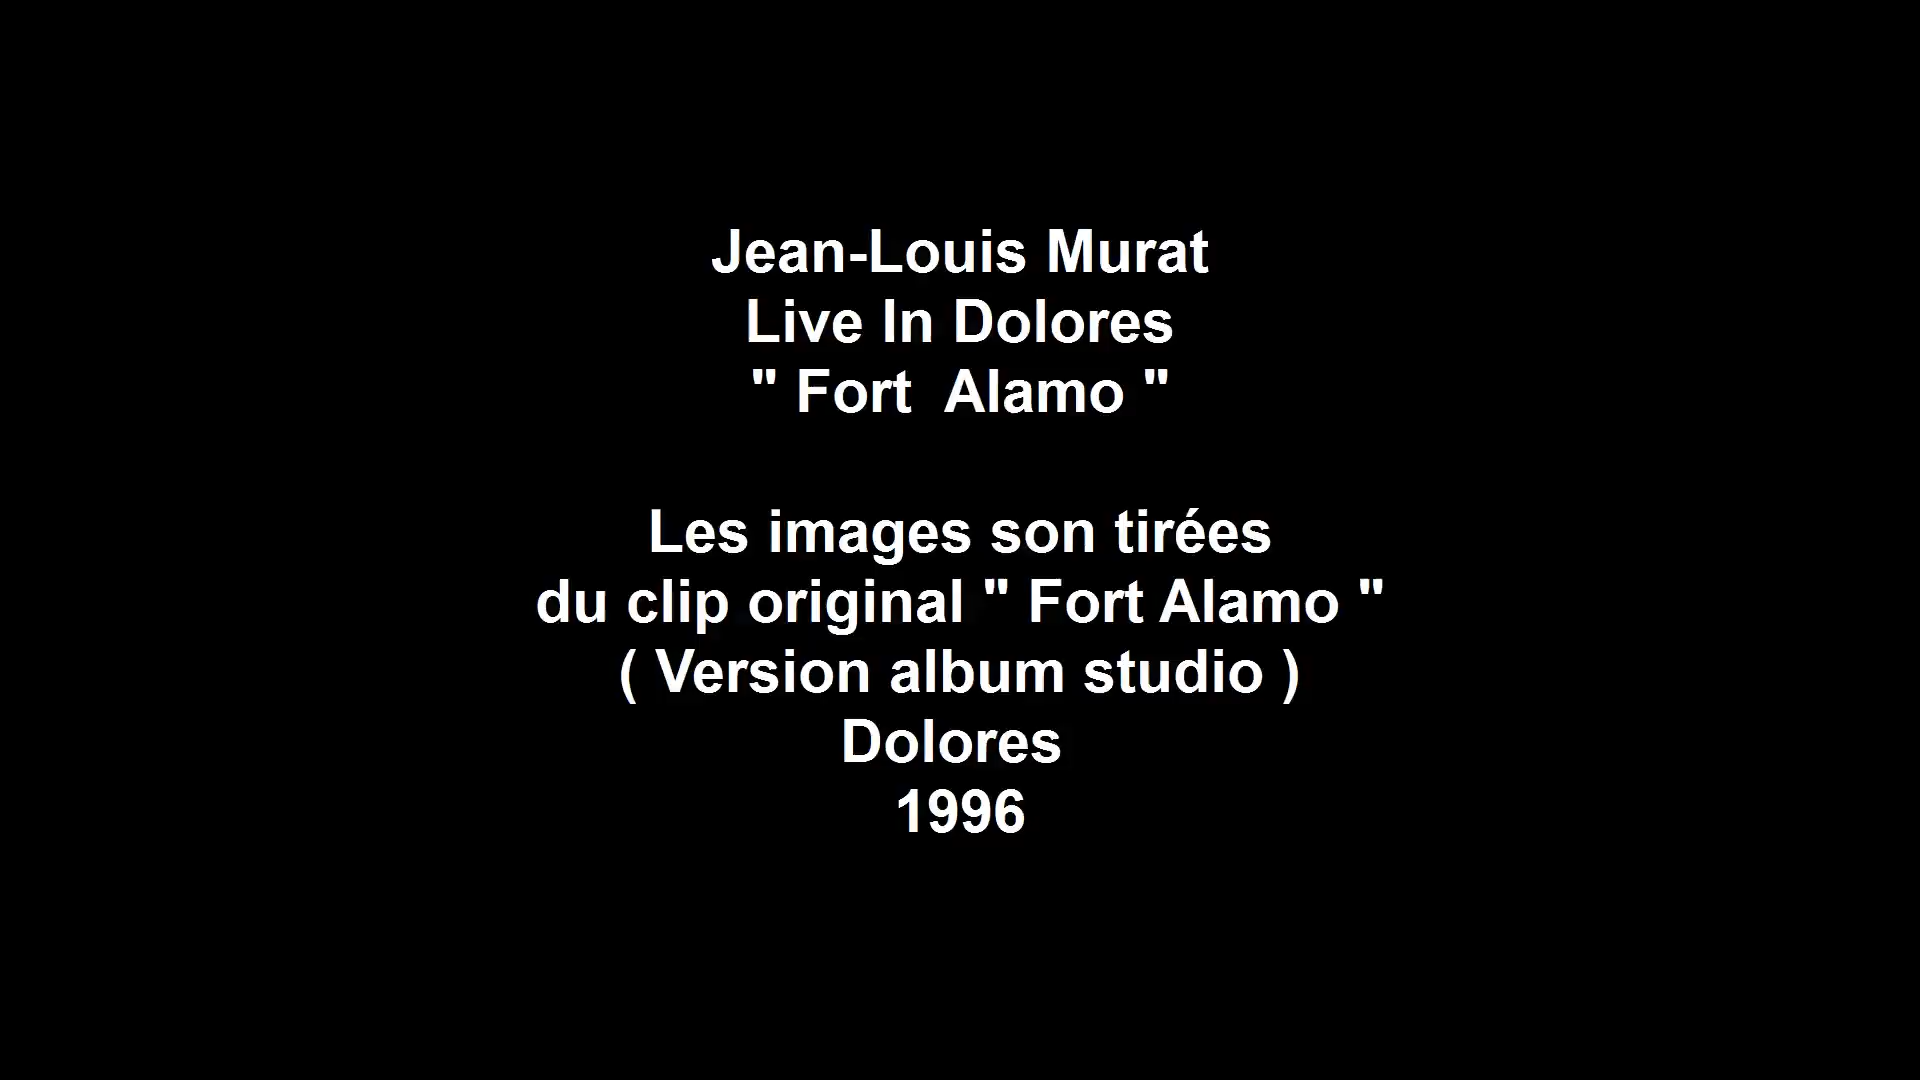 Jean-Louis Murat
Live In Dolores
" Fort  Alamo "
Les images son tirées
du clip original " Fort Alamo "
( Version album studio )
Dolores
1996